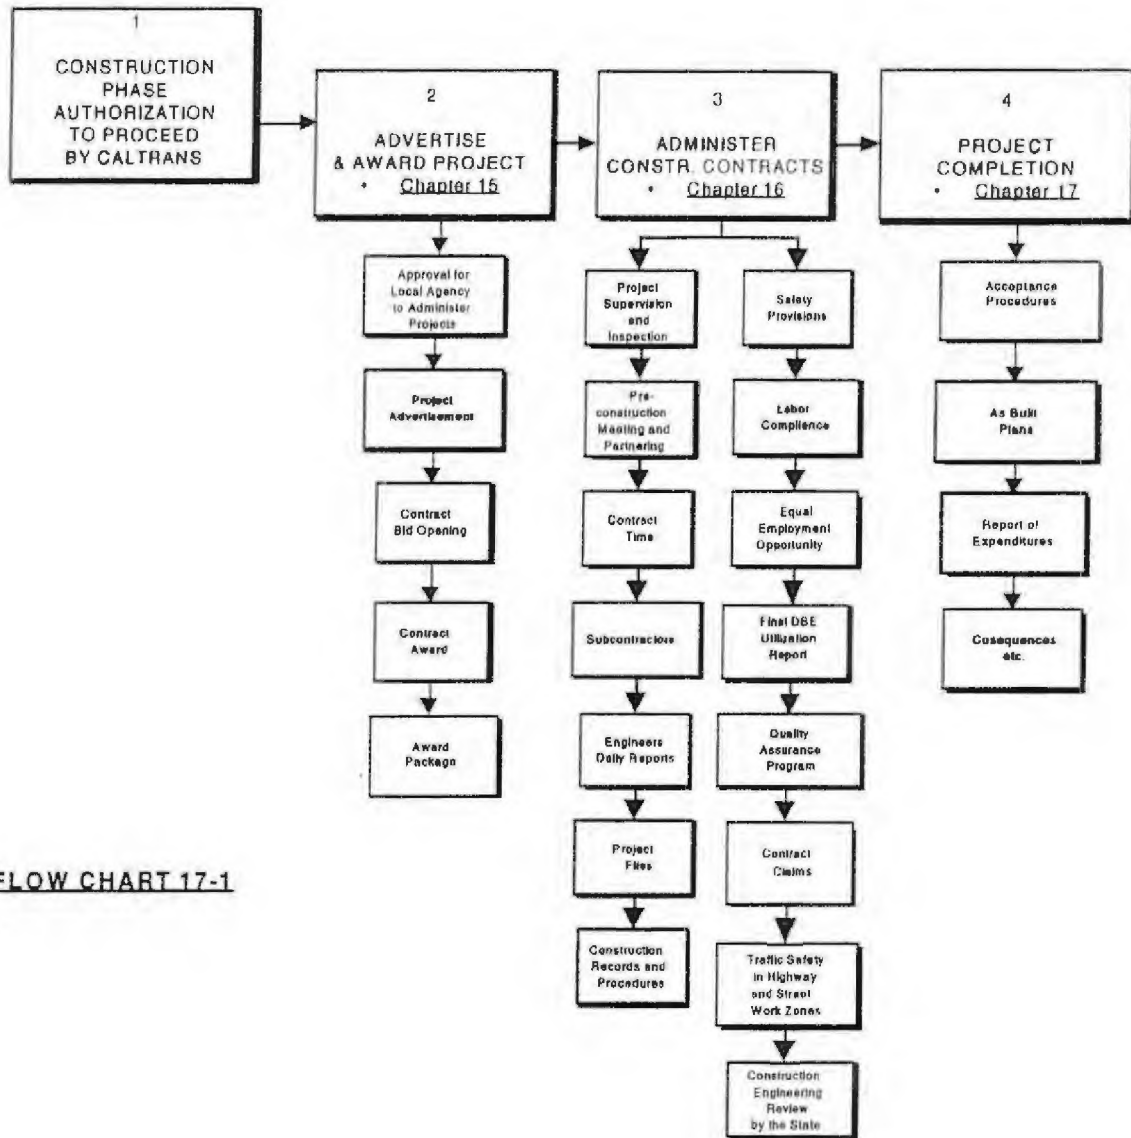 1
CONSTRUCTION
PHASE
AUTHORIZATION
TO PROCEED
BY CALTRANS
2
ADVERTISE
& AWARD PROJECT
• Chapter 15
3
ADMINISTER
CONSTR. CONTRACTS
• Chapter 16
4
PROJECT
COMPLETION
• Chapter 17
Approval for
Local Agency
to Administer
Projects
Project
Advertisement
Contract
Bid Opening
Contract
Award
Award
Package
Project
Supervision
and
Inspection
Pre-
construction
Meeting and
Partnering
Contract
Time
Subcontractors
Engineers
Daily Reports
Project
Files
Construction
Records and
Procedures
Safety
Provisions
Labor
Compliance
Equal
Employment
Opportunity
Final DBE
Utilization
Report
Quality
Assurance
Program
Contract
Claims
Traffic Safety
in Highway
and Street
Work Zones
Construction
Engineering
Review
by the State
Acceptance
Procedures
As Built
Plans
Report of
Expenditures
Cosequences
etc.
FLOW CHART 17-1